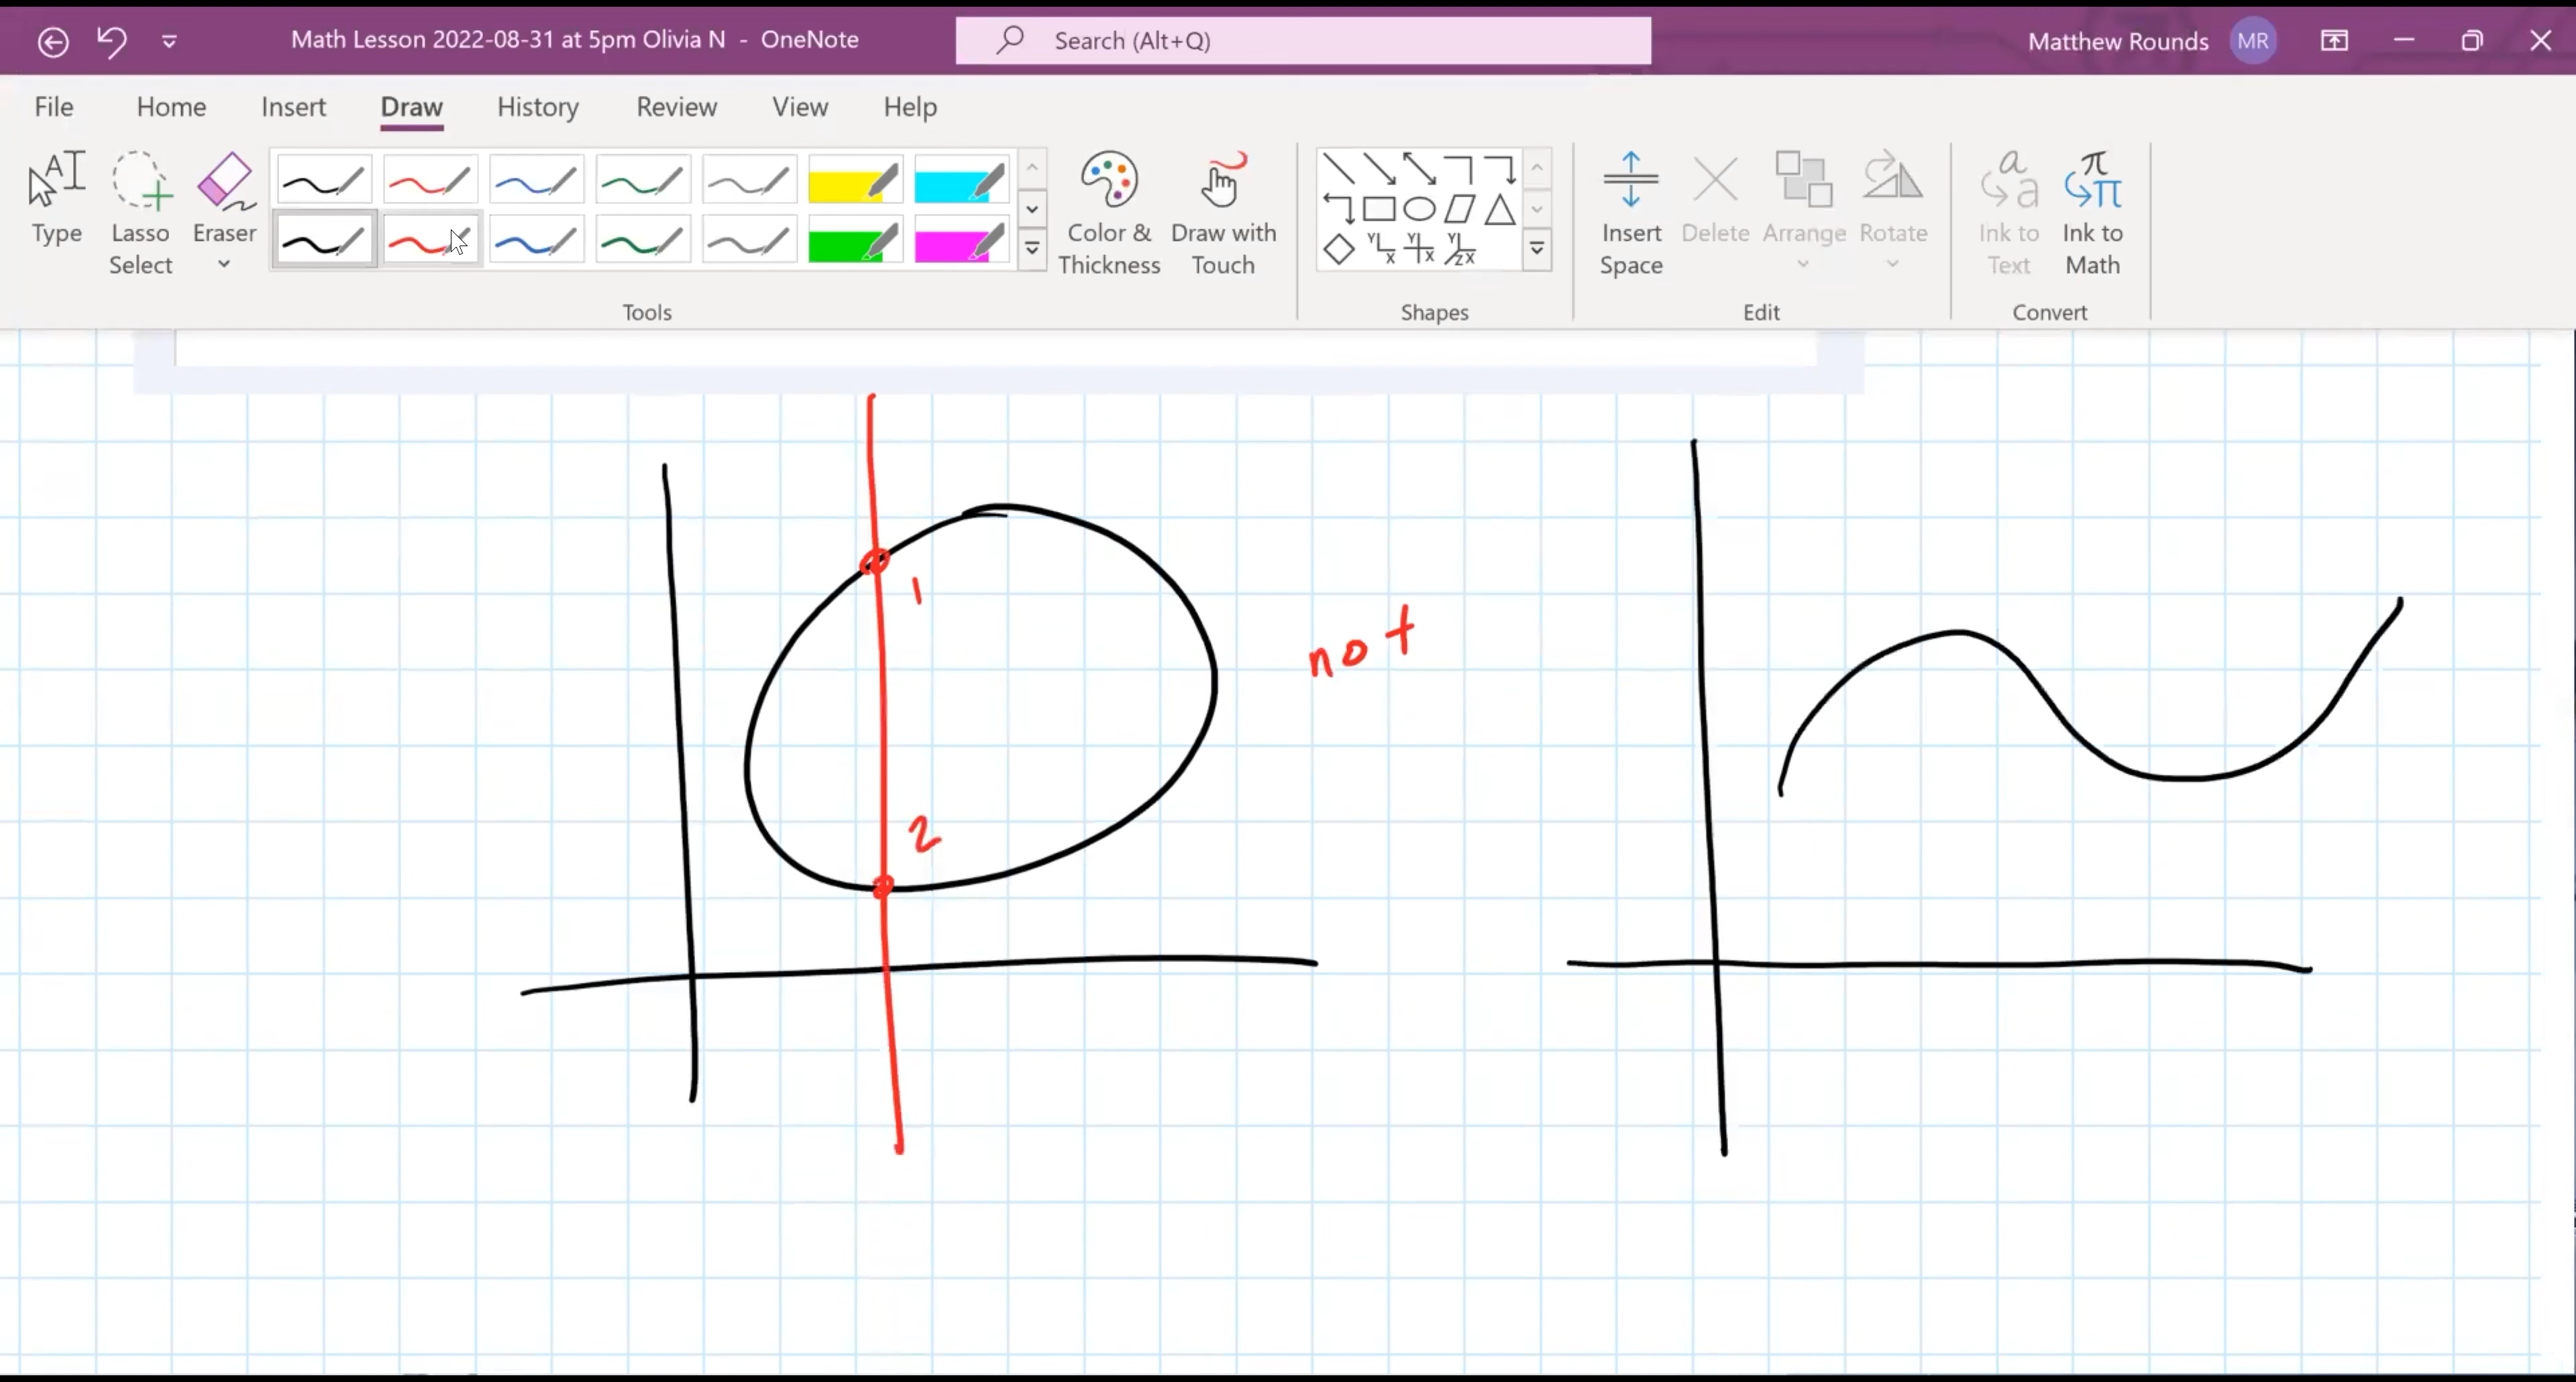 Math Lesson 2022-08-31 at 5pm Olivia N - OneNote
Search (Alt+Q)
Matthew Rounds MR
File Home Insert Draw History Review View Help
Type
Lasso Select
Eraser
Color & Thickness
Draw with Touch
Insert Space
Delete
Arrange
Rotate
Ink to Text
Ink to Math
Tools
Shapes
Edit
Convert
1
not
2